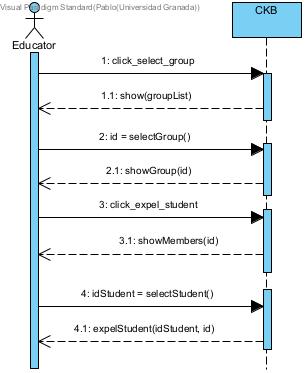 Visual Paradigm Standard(Pablo(Universidad Granada))
CKB
Educator
1: click_select_group
1.1: show(groupList)
2: id = selectGroup()
2.1: showGroup(id)
3: click_expel_student
3.1: showMembers(id)
4: idStudent = selectStudent()
4.1: expelStudent(idStudent, id)